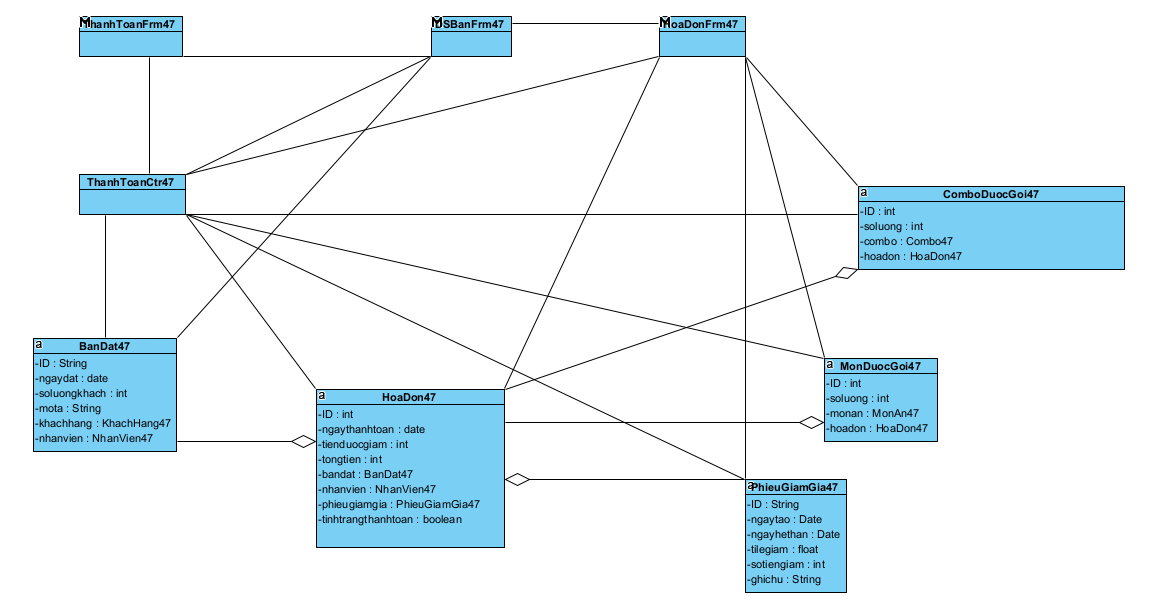 ThanhToanFrm47
DSBanFrm47
HoaDonFrm47
ThanhToanCtr47
a
ComboDuocGoi47
-ID : int
-soluong : int
-combo : Combo47
-hoadon : HoaDon47
a
BanDat47
-ID : String
-ngaydat : date
-soluongkhach : int
-mota : String
-khachhang : KhachHang47
-nhanvien : NhanVien47
a
HoaDon47
-ID : int
-ngaythanhtoan : date
-tienduocgiam : int
-tongtien : int
-bandat : BanDat47
-nhanvien : NhanVien47
-phieugiamgia : PhieuGiamGia47
-tinhtrangthanhtoan : boolean
a
MonDuocGoi47
-ID : int
-soluong : int
-monan : MonAn47
-hoadon : HoaDon47
a
PhieuGiamGia47
-ID : String
-ngaytao : Date
-ngayhethan : Date
-tilegiam : float
-sotiengiam : int
-ghichu : String